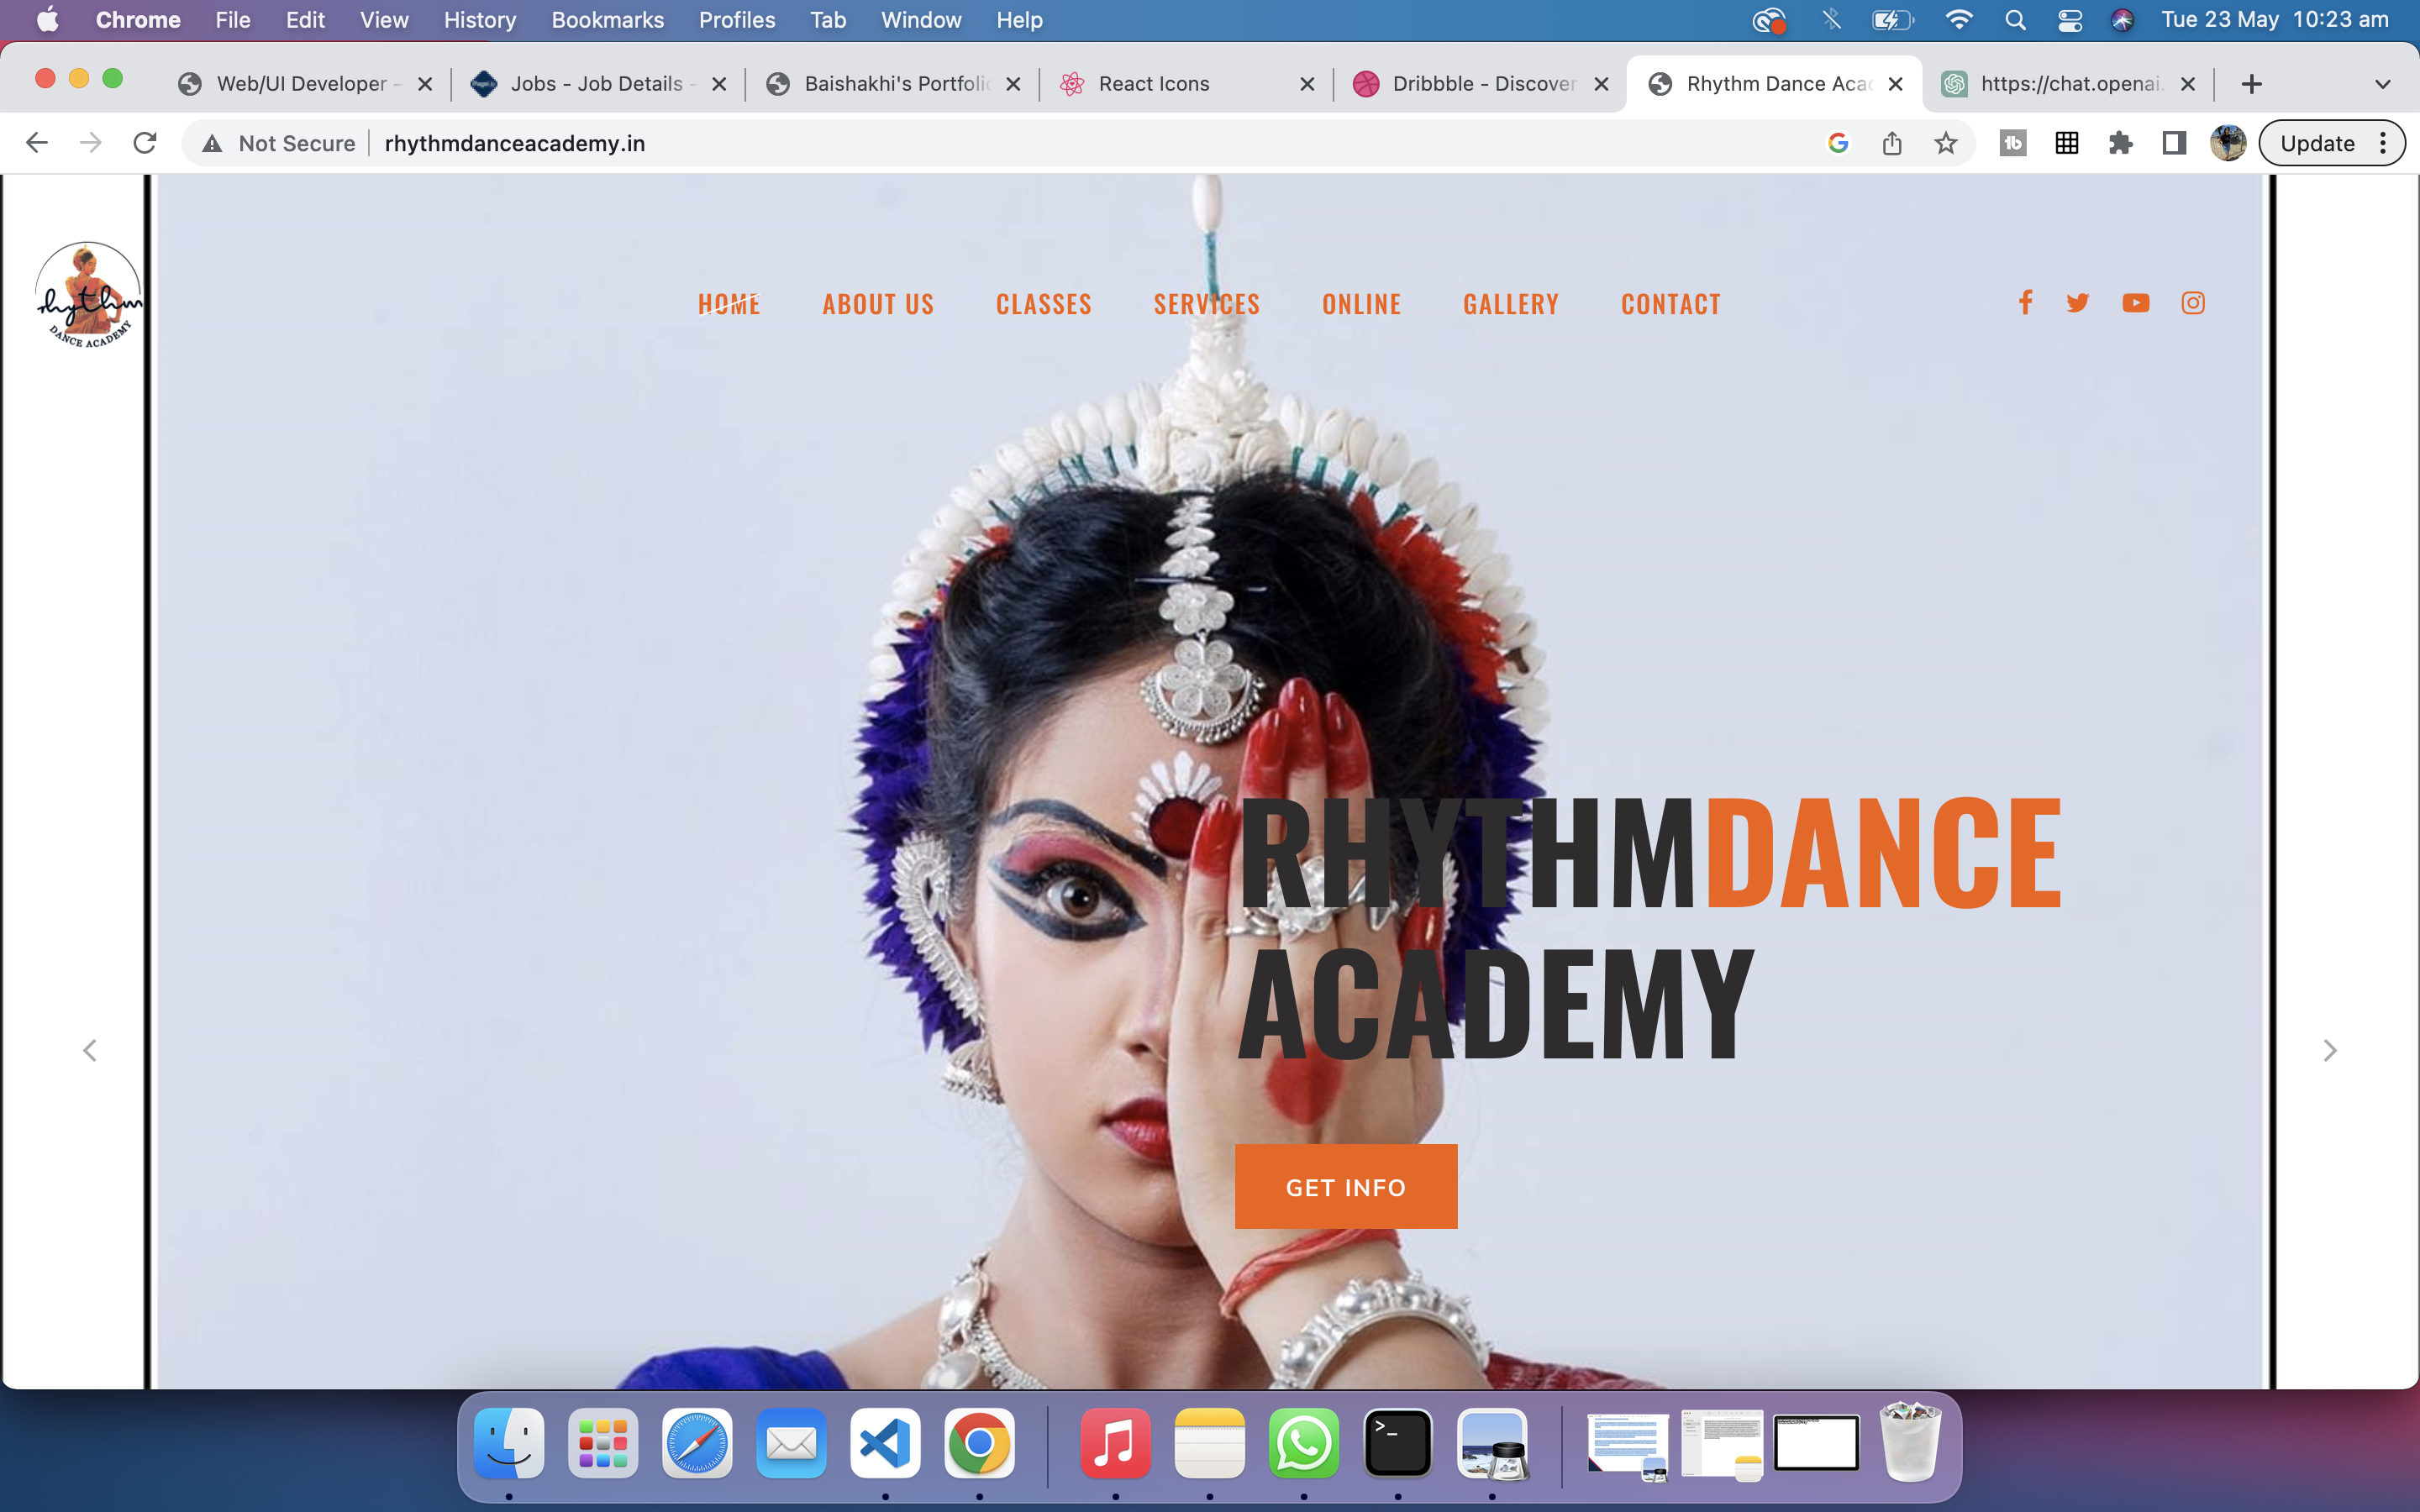 Chrome File Edit View History Bookmarks Profiles Tab Window Help Tue 23 May 10:23 am
Web/UI Developer - Jobs - Job Details - Baishakhi's Portfolio React Icons Dribbble - Discover Rhythm Dance Aca https://chat.openai.
Not Secure rhythmdanceacademy.in Update
rhythm
DANCE ACADEMY
HOME ABOUT US CLASSES SERVICES ONLINE GALLERY CONTACT
RHYTHMDANCE
ACADEMY
GET INFO